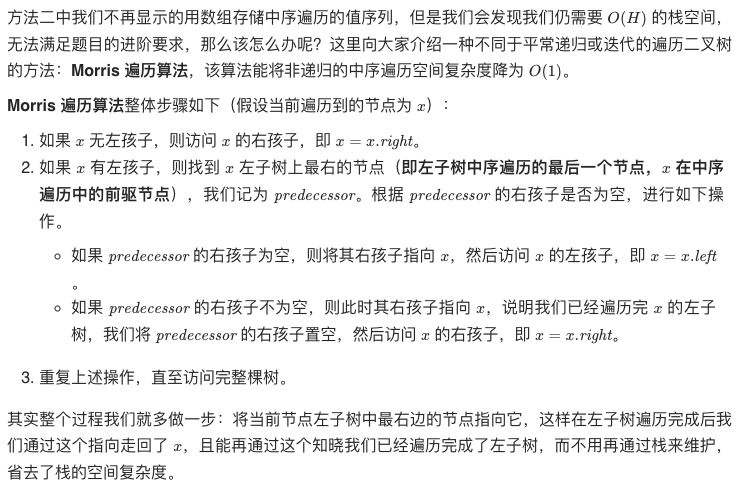 方法二中我们不再显示的用数组存储中序遍历的值序列，但是我们会发现我们仍需要 O(H) 的栈空间，
无法满足题目的进阶要求，那么该怎么办呢？这里向大家介绍一种不同于平常递归或迭代的遍历二叉树
的方法：Morris 遍历算法，该算法能将非递归的中序遍历空间复杂度降为 O(1)。
Morris 遍历算法整体步骤如下（假设当前遍历到的节点为 x）：
1. 如果 x 无左孩子，则访问 x 的右孩子，即 x = x.right。
2. 如果 x 有左孩子，则找到 x 左子树上最右的节点（即左子树中序遍历的最后一个节点，x 在中序
遍历中的前驱节点），我们记为 predecessor。根据 predecessor 的右孩子是否为空，进行如下操
作。
◦ 如果 predecessor 的右孩子为空，则将其右孩子指向 x，然后访问 x 的左孩子，即 x = x.left
。
◦ 如果 predecessor 的右孩子不为空，则此时其右孩子指向 x，说明我们已经遍历完 x 的左子
树，我们将 predecessor 的右孩子置空，然后访问 x 的右孩子，即 x = x.right。
3. 重复上述操作，直至访问完整棵树。
其实整个过程我们就多做一步：将当前节点左子树中最右边的节点指向它，这样在左子树遍历完成后我
们通过这个指向走回了 x，且能再通过这个知晓我们已经遍历完成了左子树，而不用再通过栈来维护，
省去了栈的空间复杂度。